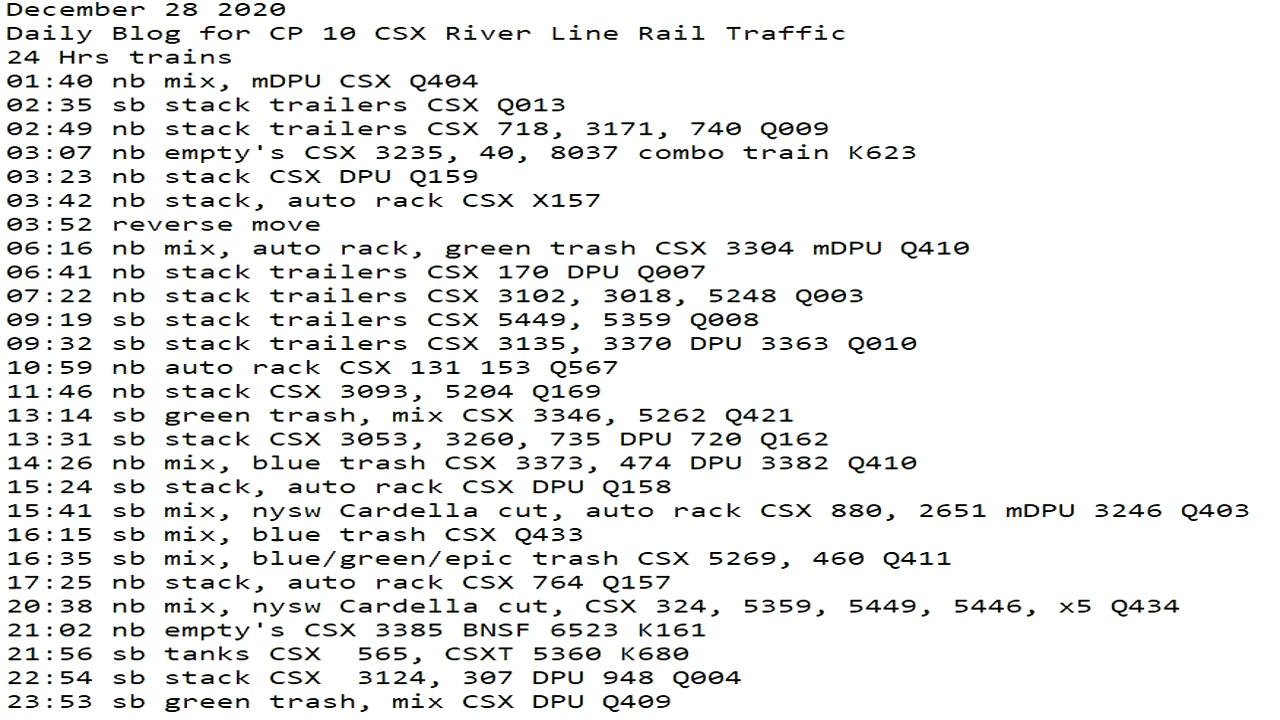 December 28 2020
Daily Blog for CP 10 CSX River Line Rail Traffic
24 Hrs trains
01:40 nb mix, mDPU CSX Q404
02:35 sb stack trailers CSX Q013
02:49 nb stack trailers CSX 718, 3171, 740 Q009
03:07 nb empty's CSX 3235, 40, 8037 combo train K623
03:23 nb stack CSX DPU Q159
03:42 nb stack, auto rack CSX X157
03:52 reverse move
06:16 nb mix, auto rack, green trash CSX 3304 mDPU Q410
06:41 nb stack trailers CSX 170 DPU Q007
07:22 nb stack trailers CSX 3102, 3018, 5248 Q003
09:19 sb stack trailers CSX 5449, 5359 Q008
09:32 sb stack trailers CSX 3135, 3370 DPU 3363 Q010
10:59 nb auto rack CSX 131 153 Q567
11:46 nb stack CSX 3093, 5204 Q169
13:14 sb green trash, mix CSX 3346, 5262 Q421
13:31 sb stack CSX 3053, 3260, 735 DPU 720 Q162
14:26 nb mix, blue trash CSX 3373, 474 DPU 3382 Q410
15:24 sb stack, auto rack CSX DPU Q158
15:41 sb mix, nysw Cardella cut, auto rack CSX 880, 2651 mDPU 3246 Q403
16:15 sb mix, blue trash CSX Q433
16:35 sb mix, blue/green/epic trash CSX 5269, 460 Q411
17:25 nb stack, auto rack CSX 764 Q157
20:38 nb mix, nysw Cardella cut, CSX 324, 5359, 5449, 5446, x5 Q434
21:02 nb empty's CSX 3385 BNSF 6523 K161
21:56 sb tanks CSX  565, CSXT 5360 K680
22:54 sb stack CSX  3124, 307 DPU 948 Q004
23:53 sb green trash, mix CSX DPU Q409